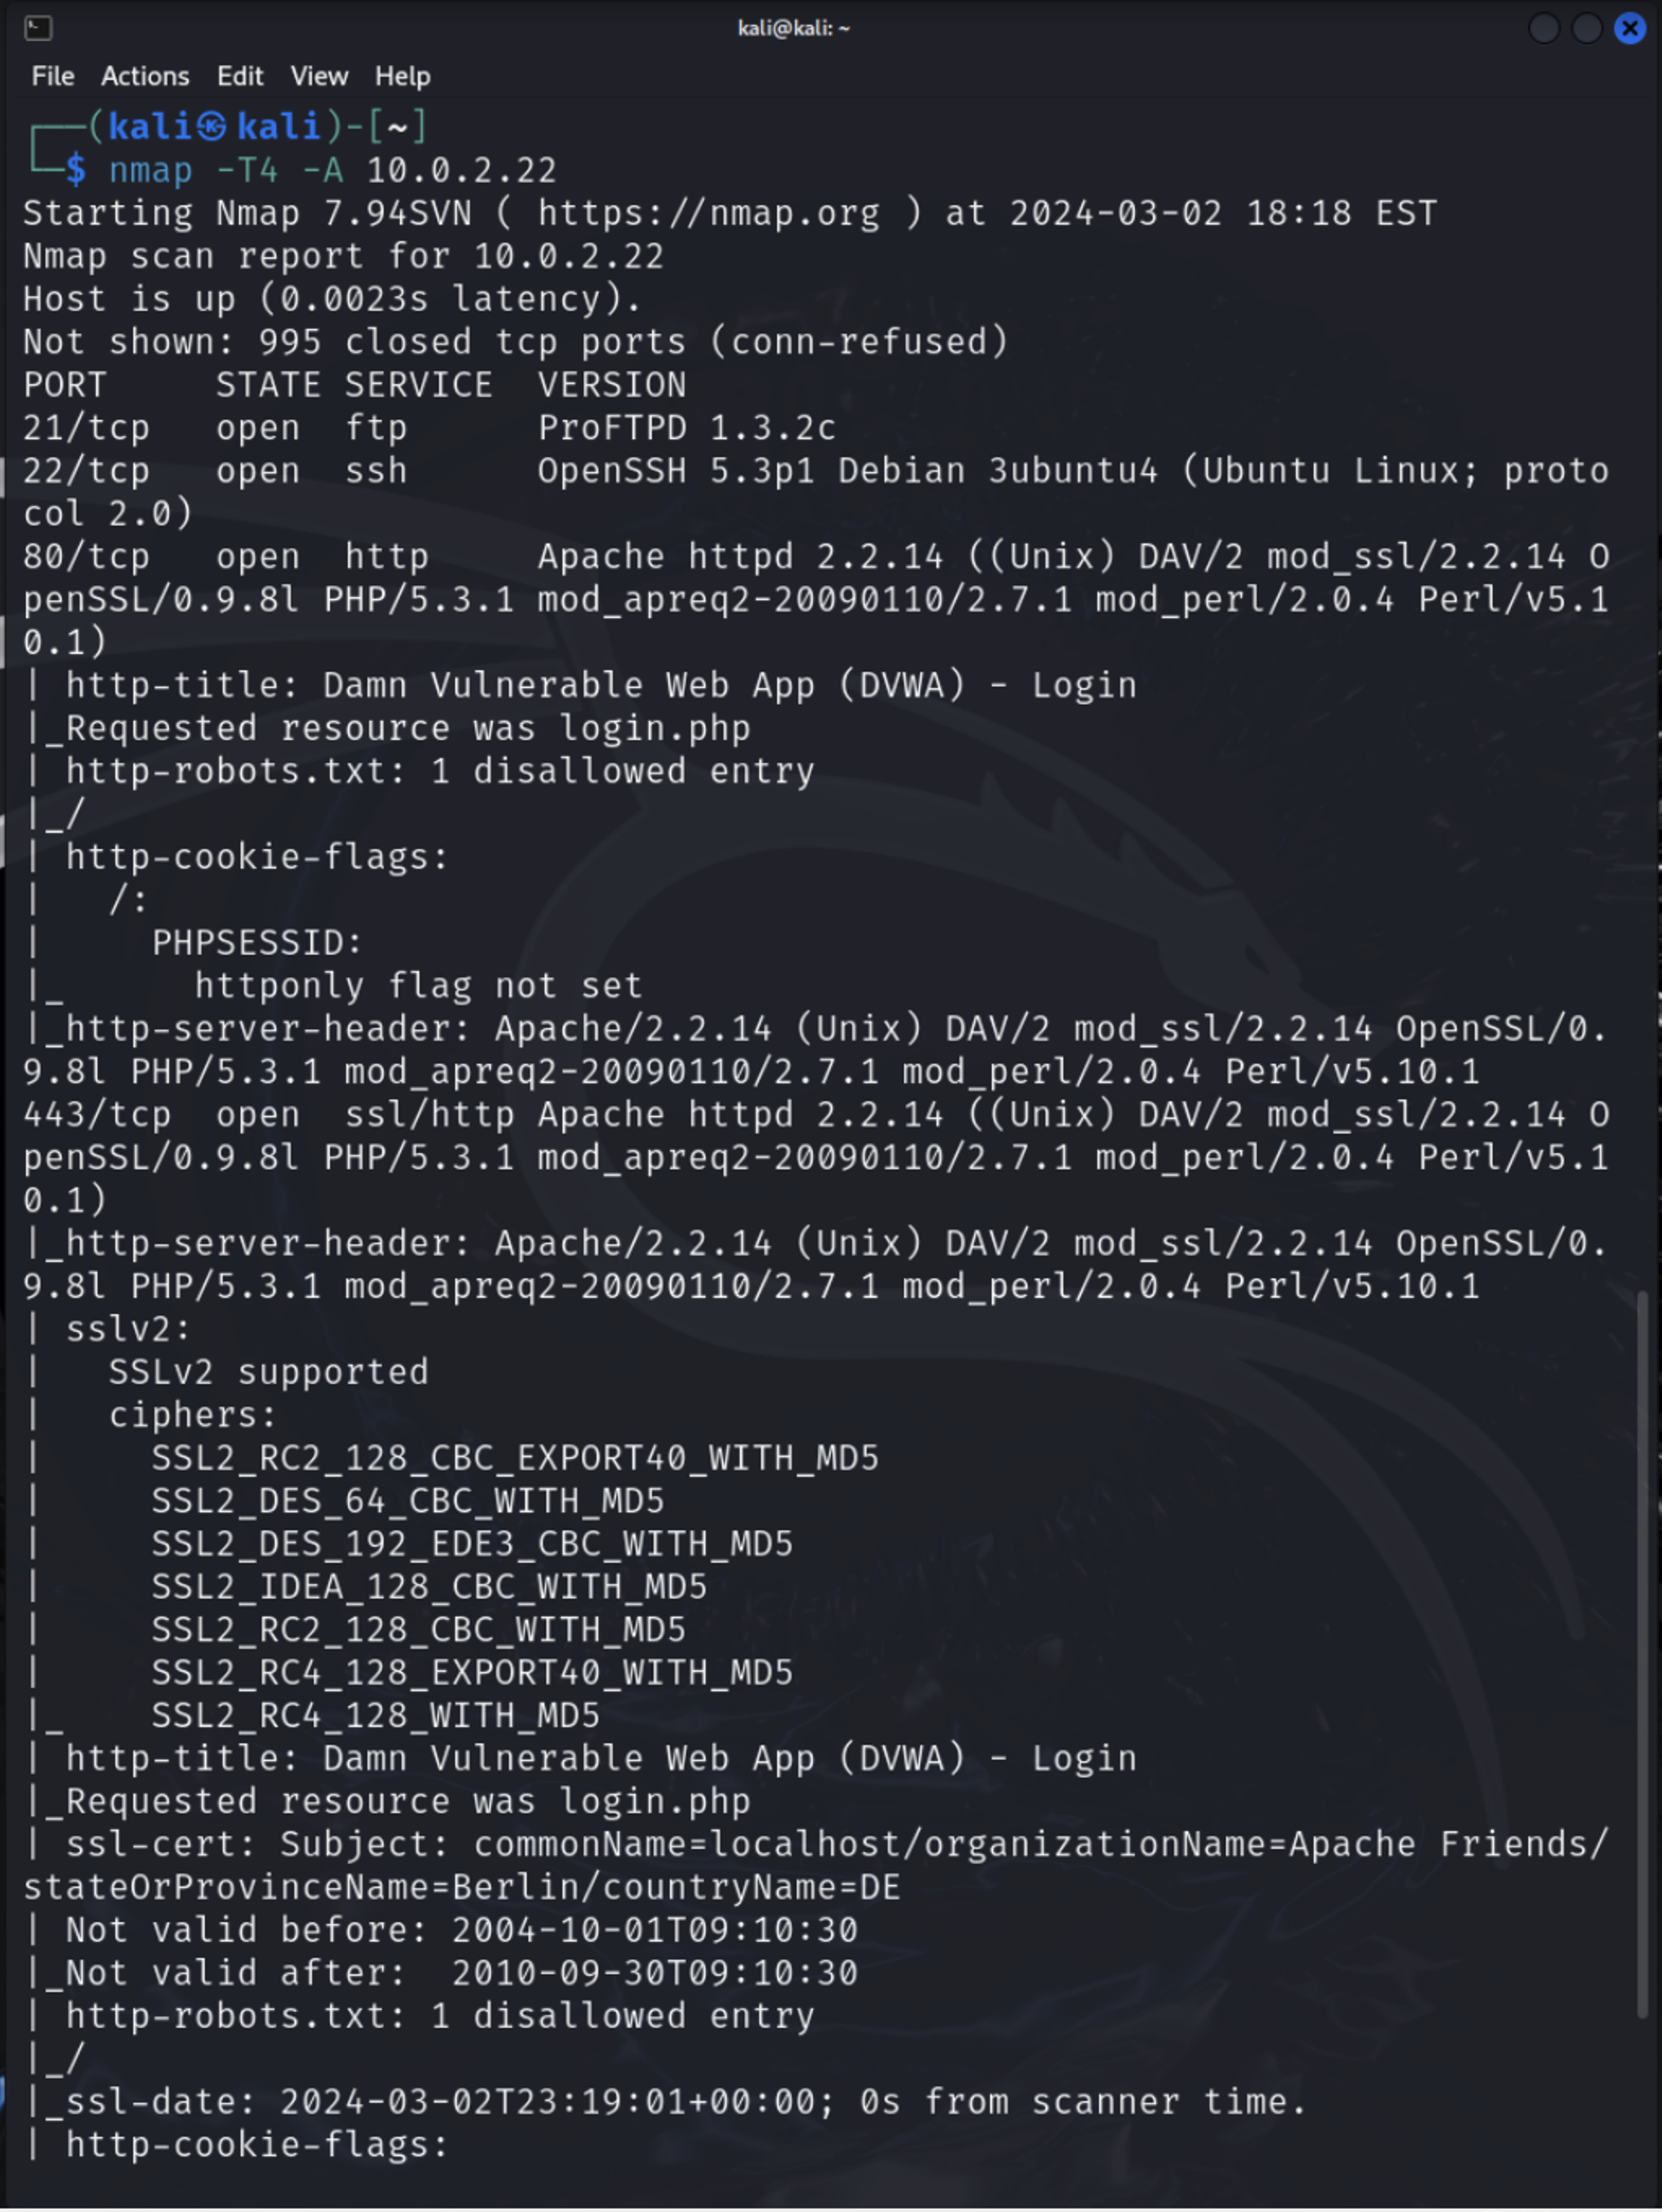 kali@kali: ~
File Actions Edit View Help
┌──(kali㉿kali)-[~]
└─$ nmap -T4 -A 10.0.2.22
Starting Nmap 7.94SVN ( https://nmap.org ) at 2024-03-02 18:18 EST
Nmap scan report for 10.0.2.22
Host is up (0.0023s latency).
Not shown: 995 closed tcp ports (conn-refused)
PORT    STATE SERVICE  VERSION
21/tcp  open  ftp      ProFTPD 1.3.2c
22/tcp  open  ssh      OpenSSH 5.3p1 Debian 3ubuntu4 (Ubuntu Linux; proto
col 2.0)
80/tcp  open  http     Apache httpd 2.2.14 ((Unix) DAV/2 mod_ssl/2.2.14 O
penSSL/0.9.8l PHP/5.3.1 mod_apreq2-20090110/2.7.1 mod_perl/2.0.4 Perl/v5.1
0.1)
| http-title: Damn Vulnerable Web App (DVWA) - Login
|_Requested resource was login.php
| http-robots.txt: 1 disallowed entry
|_/
| http-cookie-flags:
|   /:
|     PHPSESSID:
|_      httponly flag not set
|_http-server-header: Apache/2.2.14 (Unix) DAV/2 mod_ssl/2.2.14 OpenSSL/0.
9.8l PHP/5.3.1 mod_apreq2-20090110/2.7.1 mod_perl/2.0.4 Perl/v5.10.1
443/tcp open  ssl/http Apache httpd 2.2.14 ((Unix) DAV/2 mod_ssl/2.2.14 O
penSSL/0.9.8l PHP/5.3.1 mod_apreq2-20090110/2.7.1 mod_perl/2.0.4 Perl/v5.1
0.1)
|_http-server-header: Apache/2.2.14 (Unix) DAV/2 mod_ssl/2.2.14 OpenSSL/0.
9.8l PHP/5.3.1 mod_apreq2-20090110/2.7.1 mod_perl/2.0.4 Perl/v5.10.1
| sslv2:
|   SSLv2 supported
|   ciphers:
|     SSL2_RC2_128_CBC_EXPORT40_WITH_MD5
|     SSL2_DES_64_CBC_WITH_MD5
|     SSL2_DES_192_EDE3_CBC_WITH_MD5
|     SSL2_IDEA_128_CBC_WITH_MD5
|     SSL2_RC2_128_CBC_WITH_MD5
|     SSL2_RC4_128_EXPORT40_WITH_MD5
|_    SSL2_RC4_128_WITH_MD5
| http-title: Damn Vulnerable Web App (DVWA) - Login
|_Requested resource was login.php
| ssl-cert: Subject: commonName=localhost/organizationName=Apache Friends/
stateOrProvinceName=Berlin/countryName=DE
| Not valid before: 2004-10-01T09:10:30
|_Not valid after:  2010-09-30T09:10:30
| http-robots.txt: 1 disallowed entry
|_/
|_ssl-date: 2024-03-02T23:19:01+00:00; 0s from scanner time.
| http-cookie-flags: